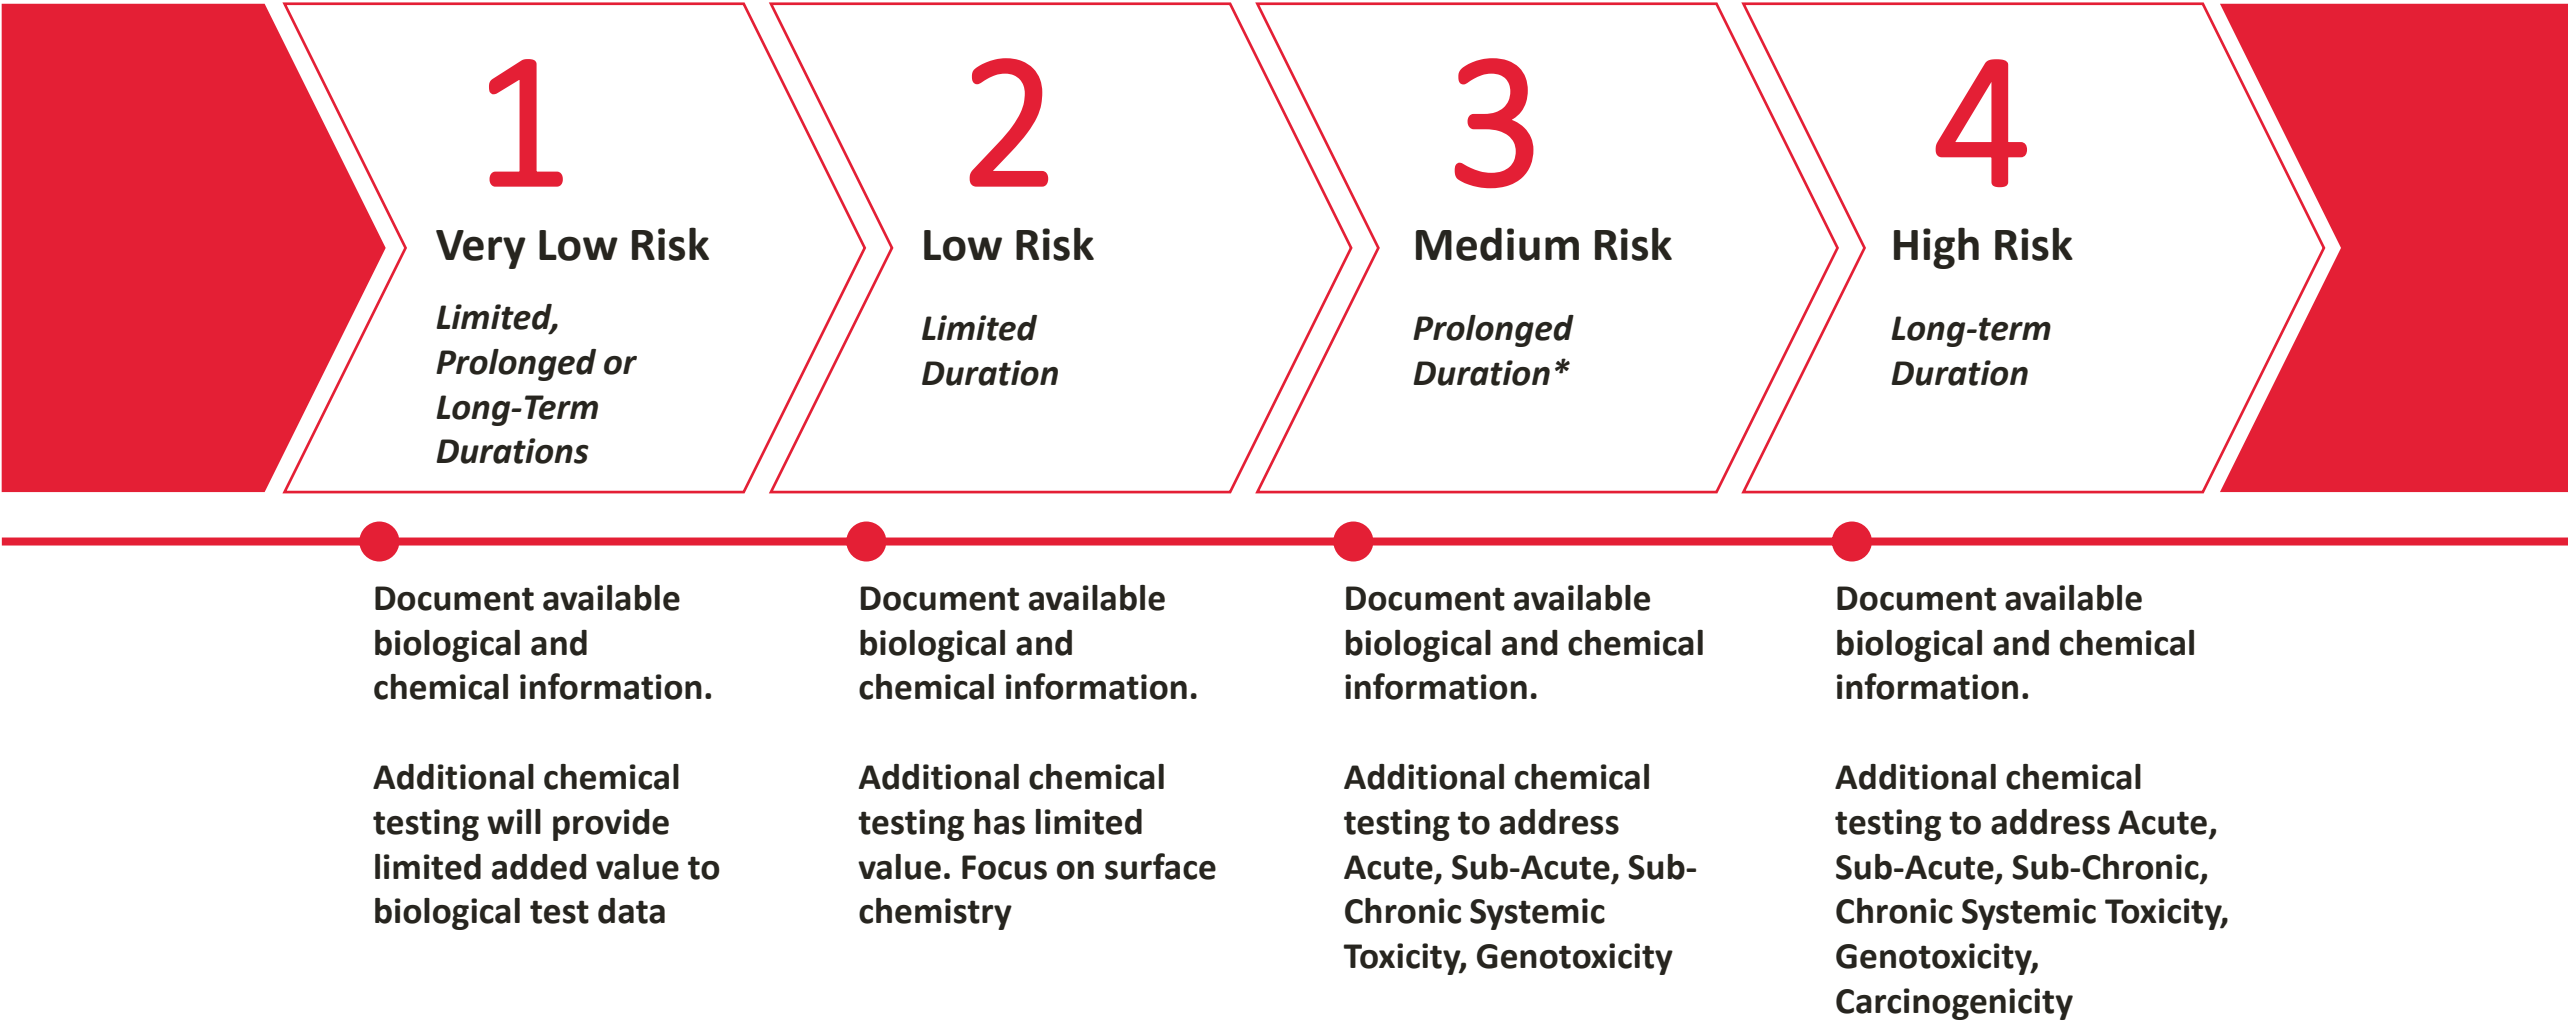 1
Very Low Risk
Limited,
Prolonged or
Long-Term
Durations
2
Low Risk
Limited
Duration
3
Medium Risk
Prolonged
Duration*
4
High Risk
Long-term
Duration
Document available
biological and
chemical information.
Additional chemical
testing will provide
limited added value to
biological test data
Document available
biological and
chemical information.
Additional chemical
testing has limited
value. Focus on surface
chemistry
Document available
biological and chemical
information.
Additional chemical
testing to address
Acute, Sub-Acute, Sub-
Chronic Systemic
Toxicity, Genotoxicity
Document available
biological and chemical
information.
Additional chemical
testing to address Acute,
Sub-Acute, Sub-Chronic,
Chronic Systemic Toxicity,
Genotoxicity,
Carcinogenicity